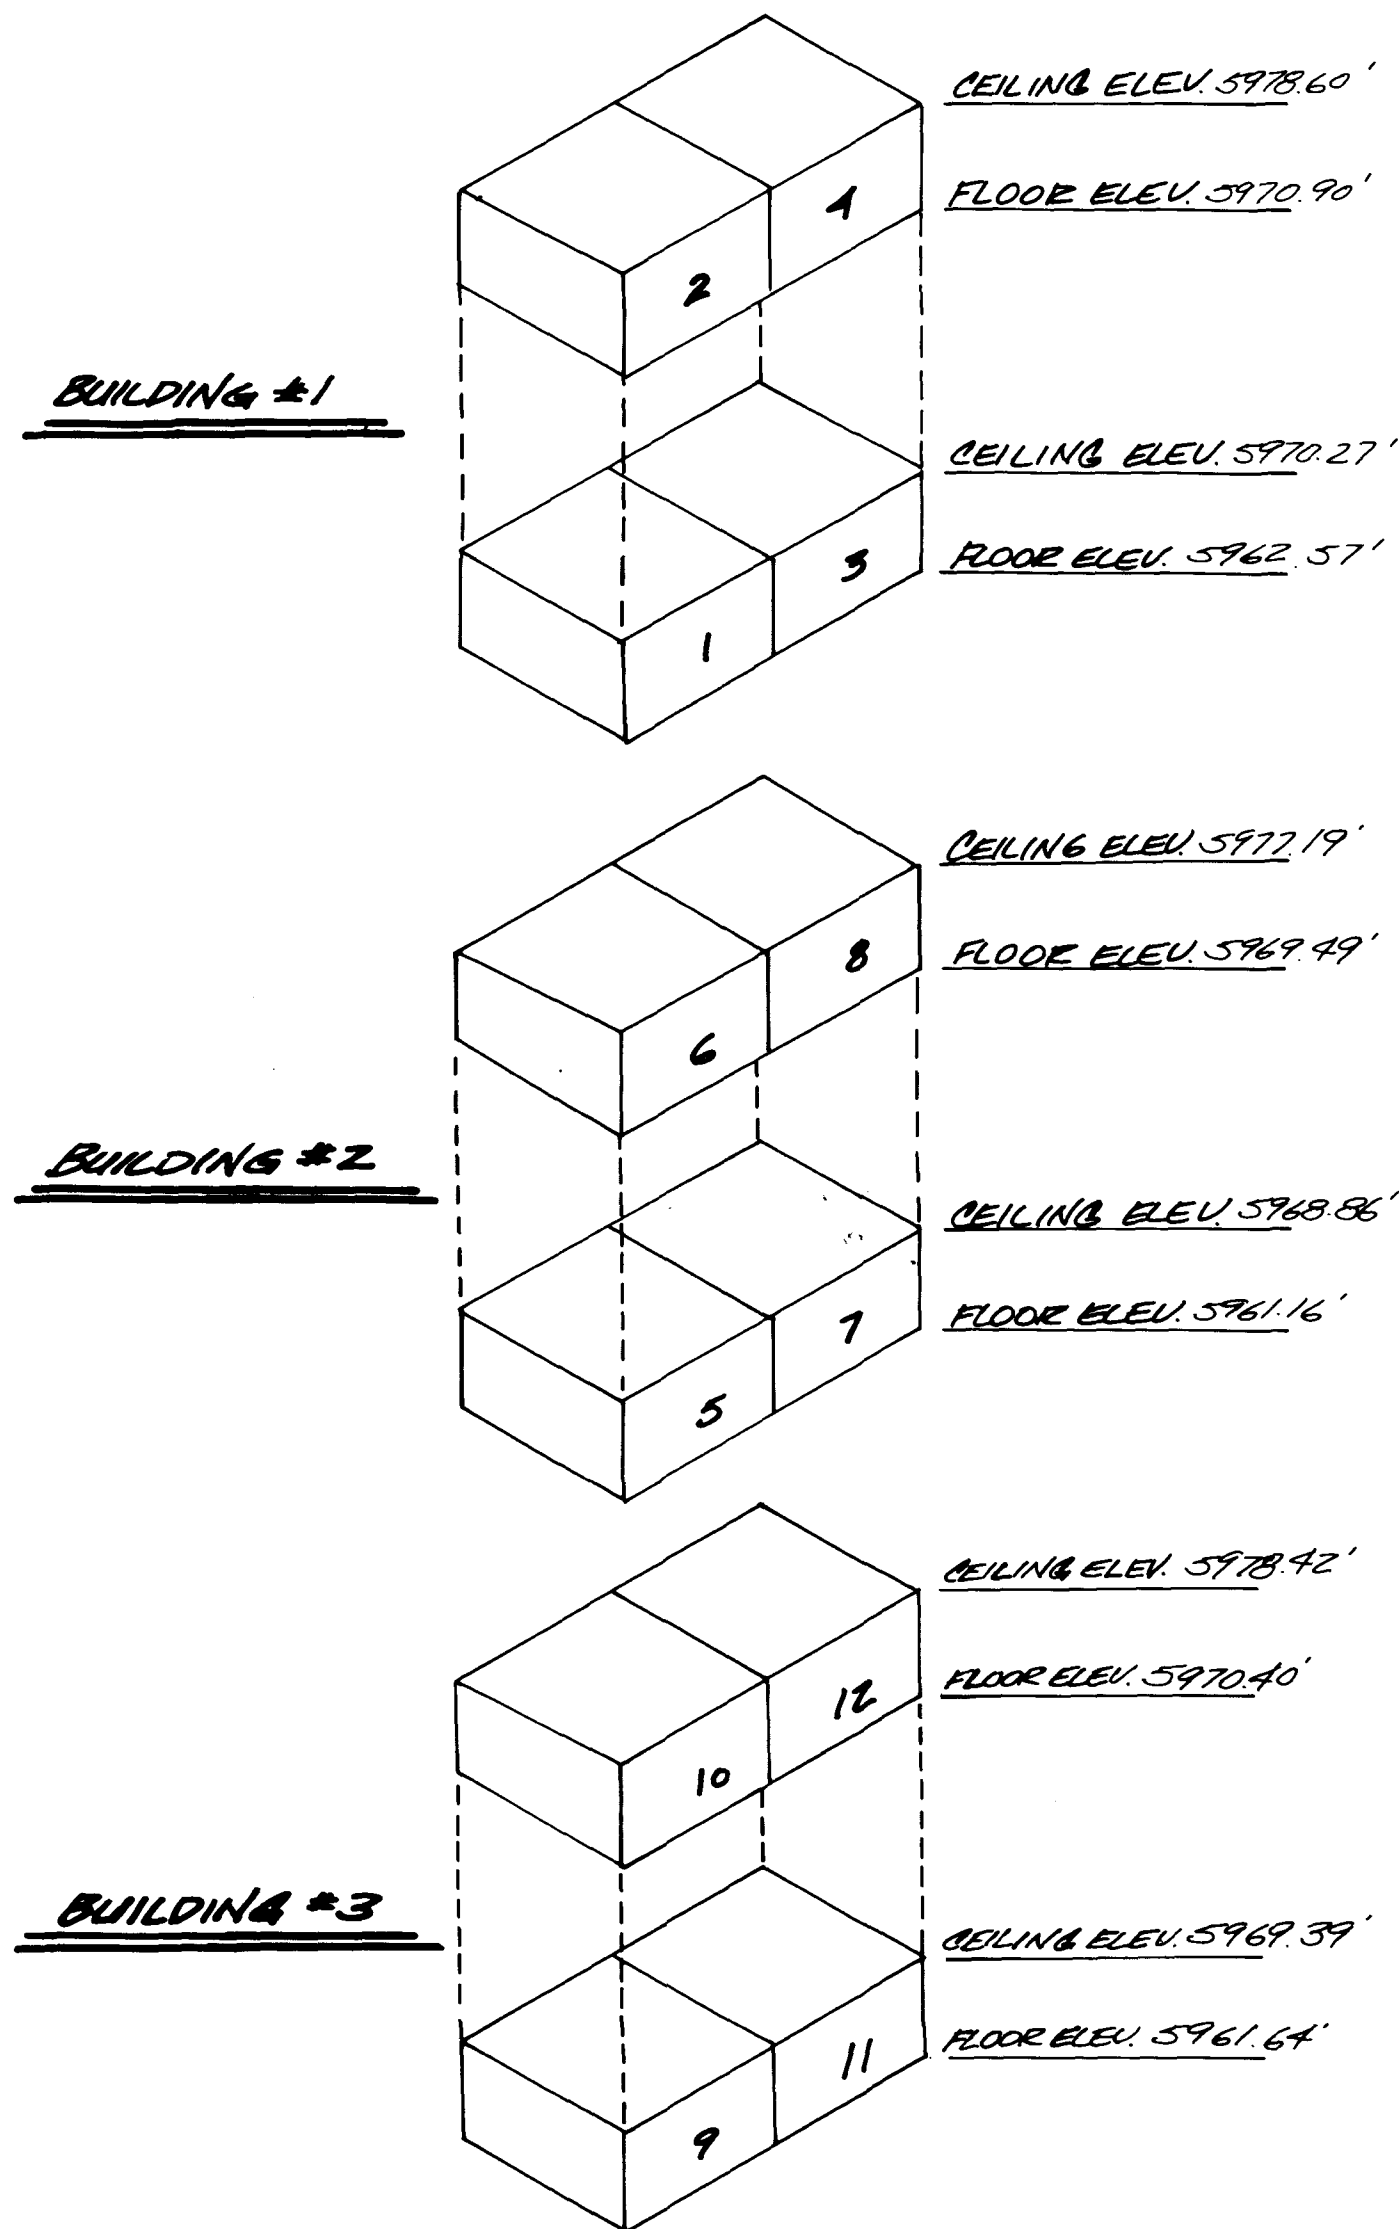 CEILING ELEV. 5978.60'
FLOOR ELEV. 5970.90'
4
2
BUILDING #1
CEILING ELEV. 5970.27'
FLOOR ELEV. 5962.57'
3
1
CEILING ELEV. 5977.19'
FLOOR ELEV. 5969.49'
8
6
BUILDING #2
CEILING ELEV. 5968.86'
FLOOR ELEV. 5961.16'
7
5
CEILING ELEV. 5978.42'
FLOOR ELEV. 5970.40'
12
10
BUILDING #3
CEILING ELEV. 5969.39'
FLOOR ELEV. 5961.64'
11
9